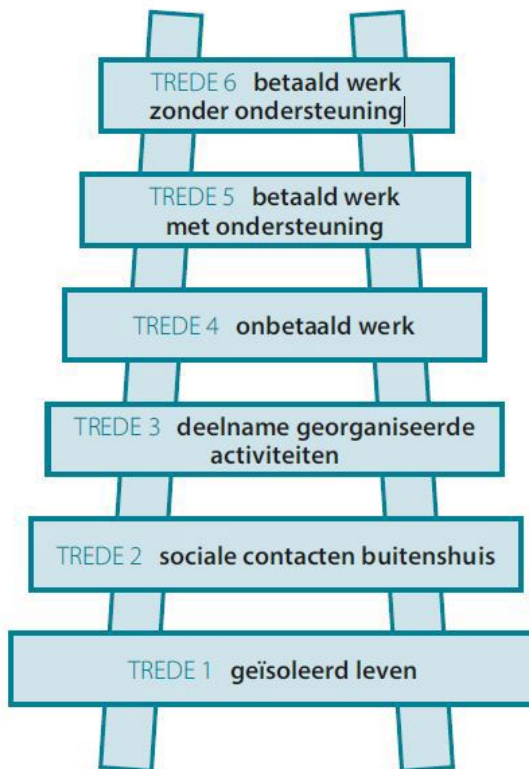 TREDE 6 betaald werk
zonder ondersteuning
TREDE 5 betaald werk
met ondersteuning
TREDE 4 onbetaald werk
TREDE 3 deelname georganiseerde
activiteiten
TREDE 2 sociale contacten buitenshuis
TREDE 1 geïsoleerd leven